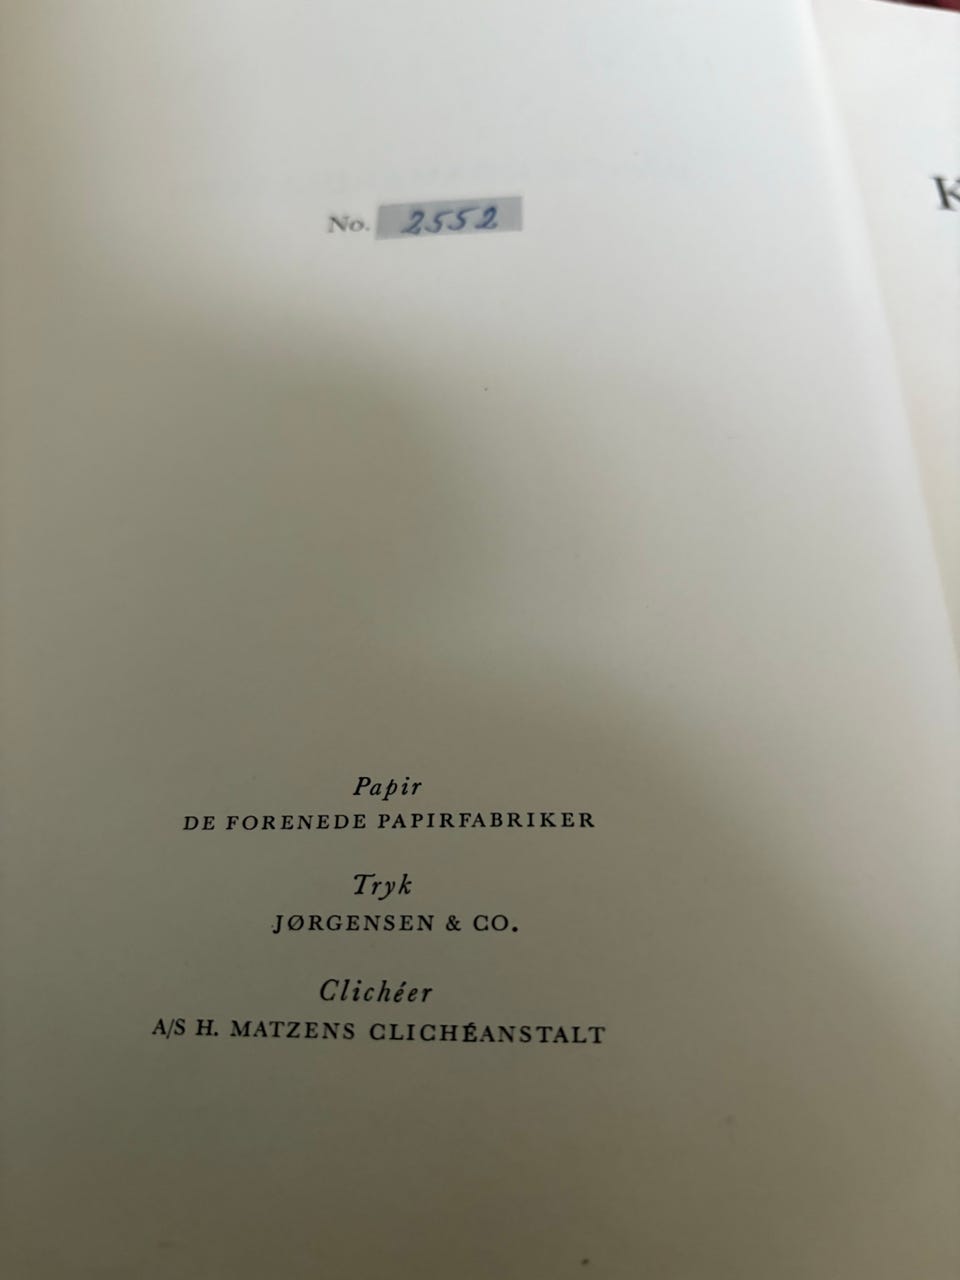 No. 2552
K
Papir
DE FORENEDE PAPIRFABRIKER
Tryk
JØRGENSEN & CO.
Clichéer
A/S H. MATZENS CLICHÉANSTALT